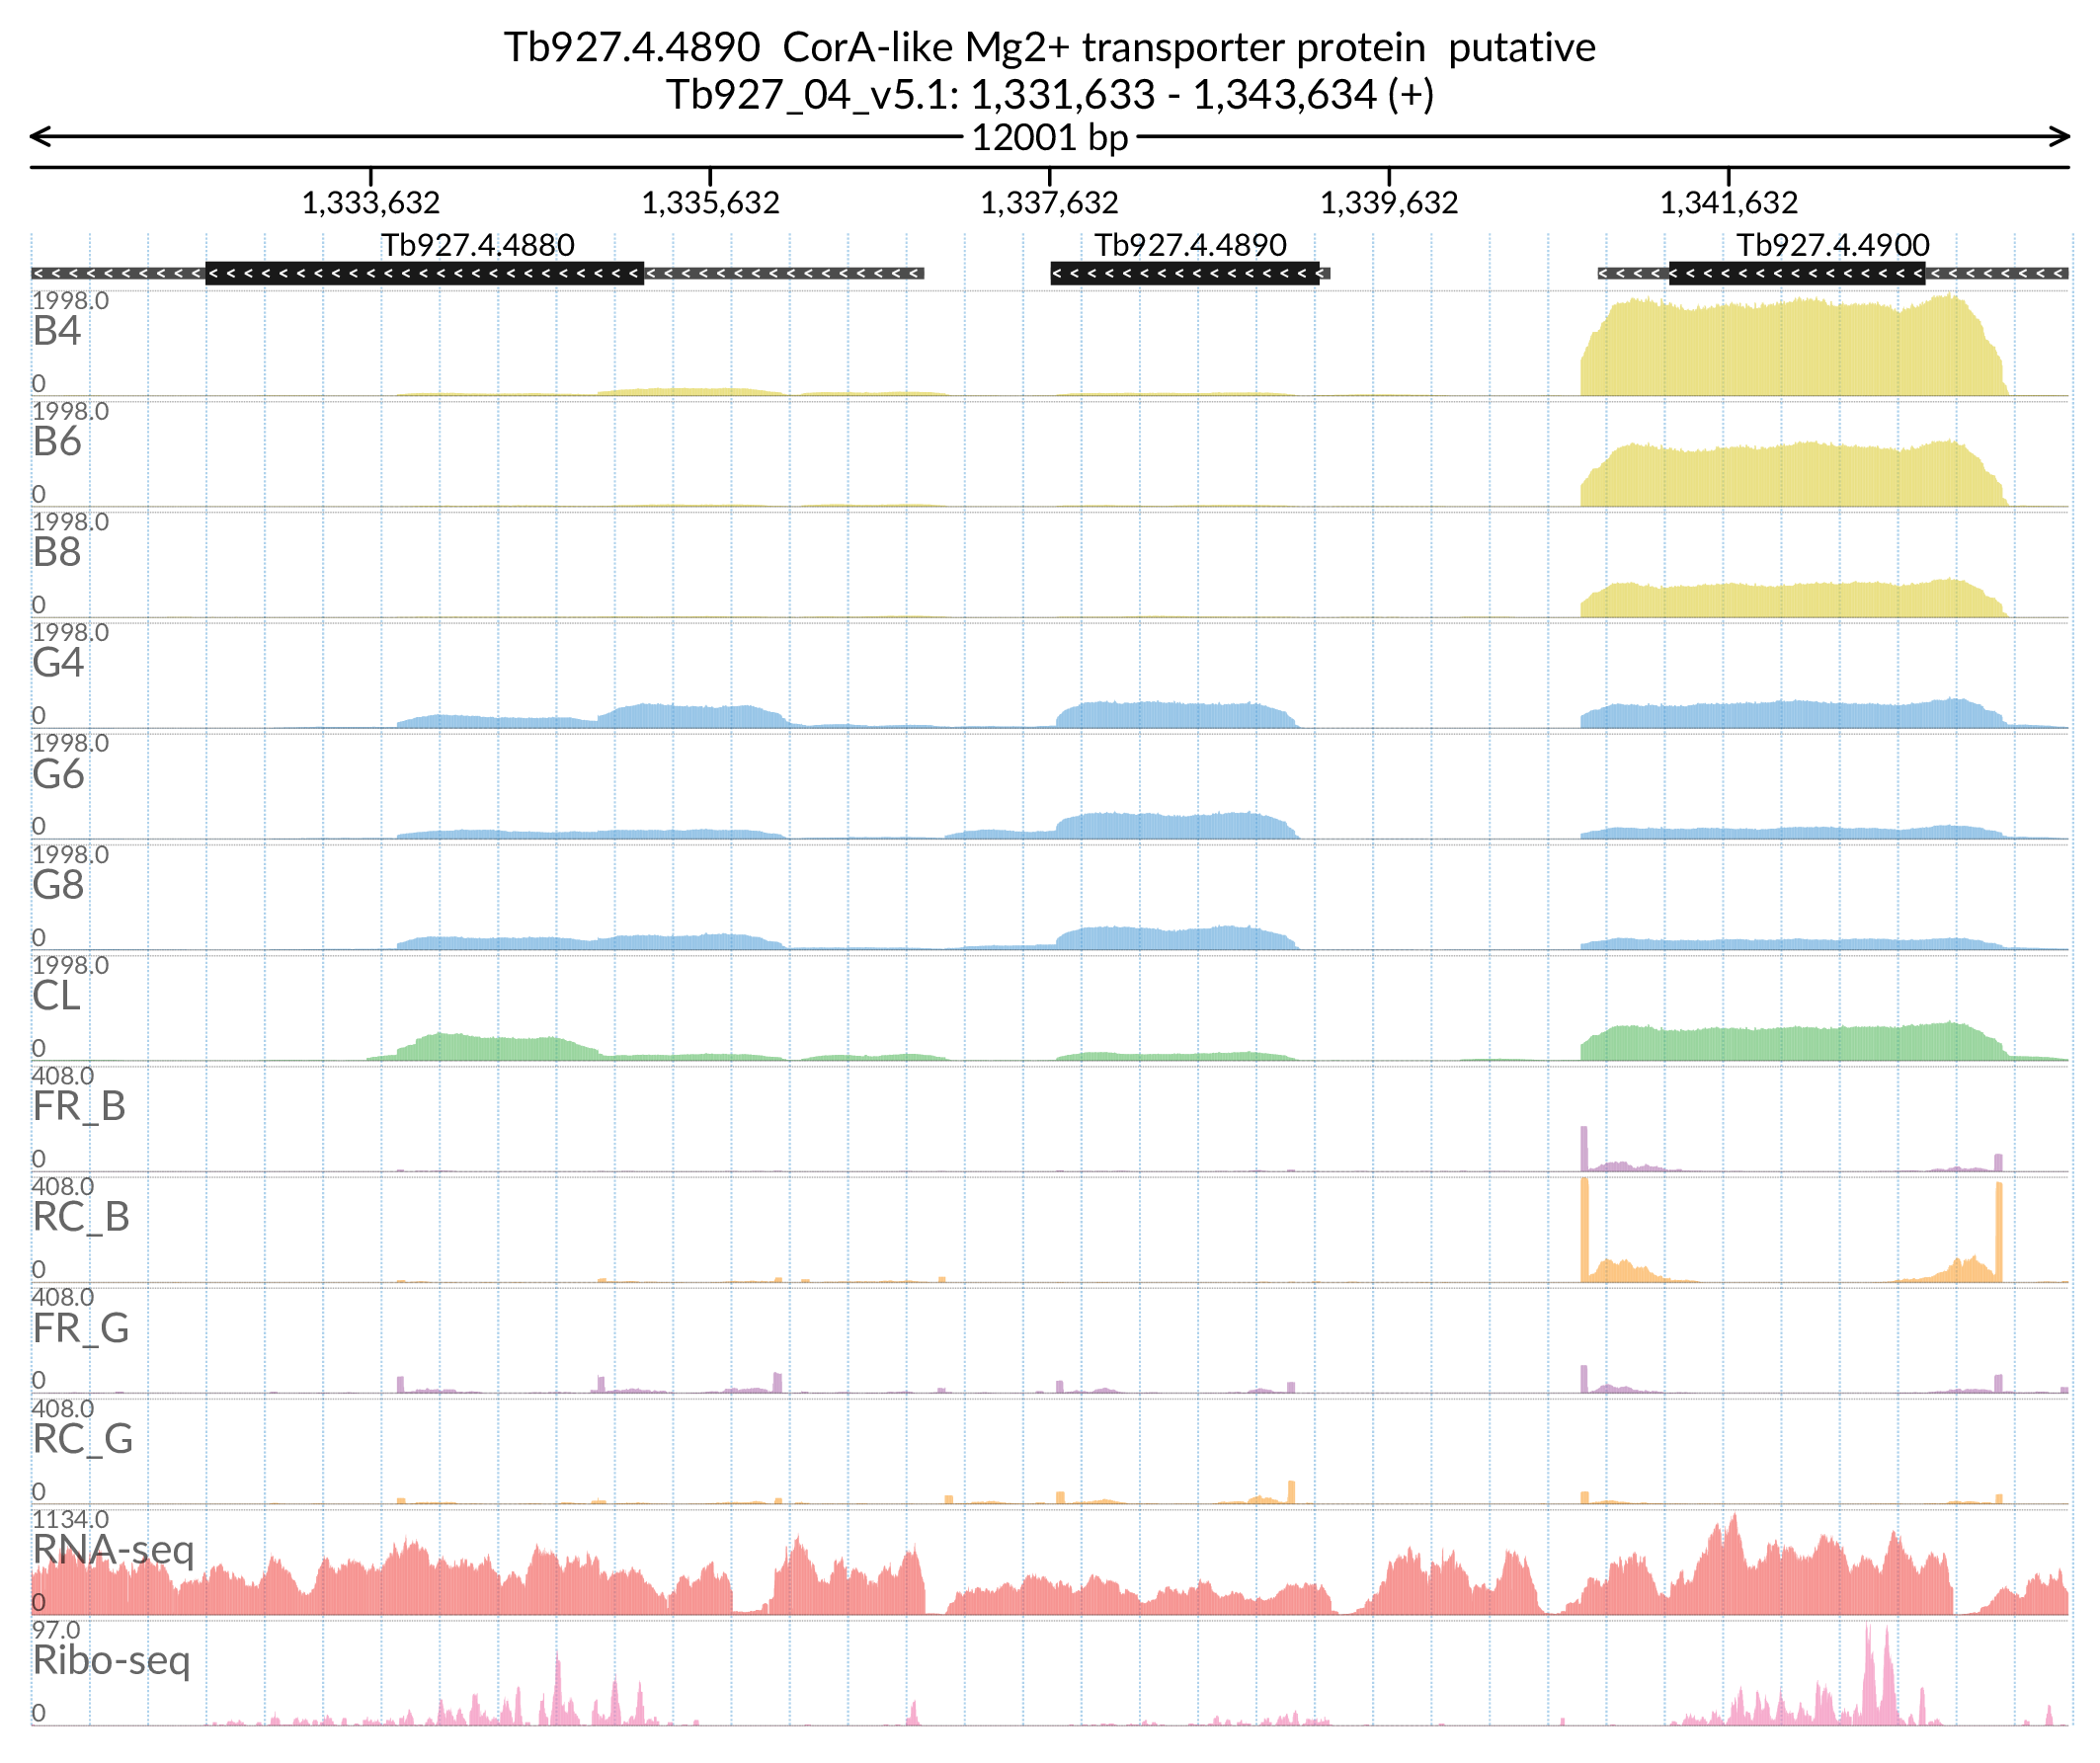 Tb927.4.4890  CorA-like Mg2+ transporter protein  putative
Tb927_04_v5.1: 1,331,633 - 1,343,634 (+)
12001 bp
1,333,632 1,335,632 1,337,632 1,339,632 1,341,632
Tb927.4.4880 Tb927.4.4890 Tb927.4.4900
1998.0
B4
0
1998.0
B6
0
1998.0
B8
0
1998.0
G4
0
1998.0
G6
0
1998.0
G8
0
1998.0
CL
0
408.0
FR_B
0
408.0
RC_B
0
408.0
FR_G
0
408.0
RC_G
0
1134.0
RNA-seq
0
97.0
Ribo-seq
0